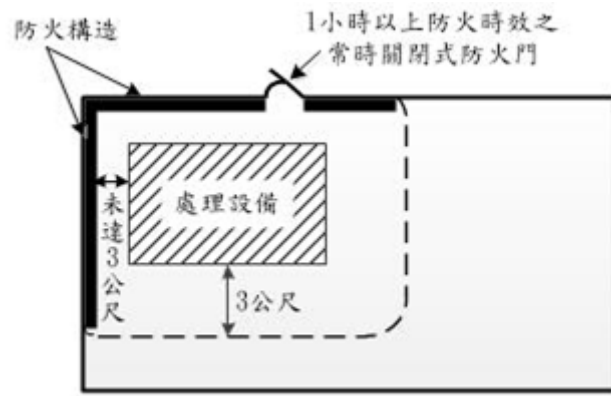 防火構造
1小時以上防火時效之
常時關閉式防火門
處理設備
未達3公尺
3公尺